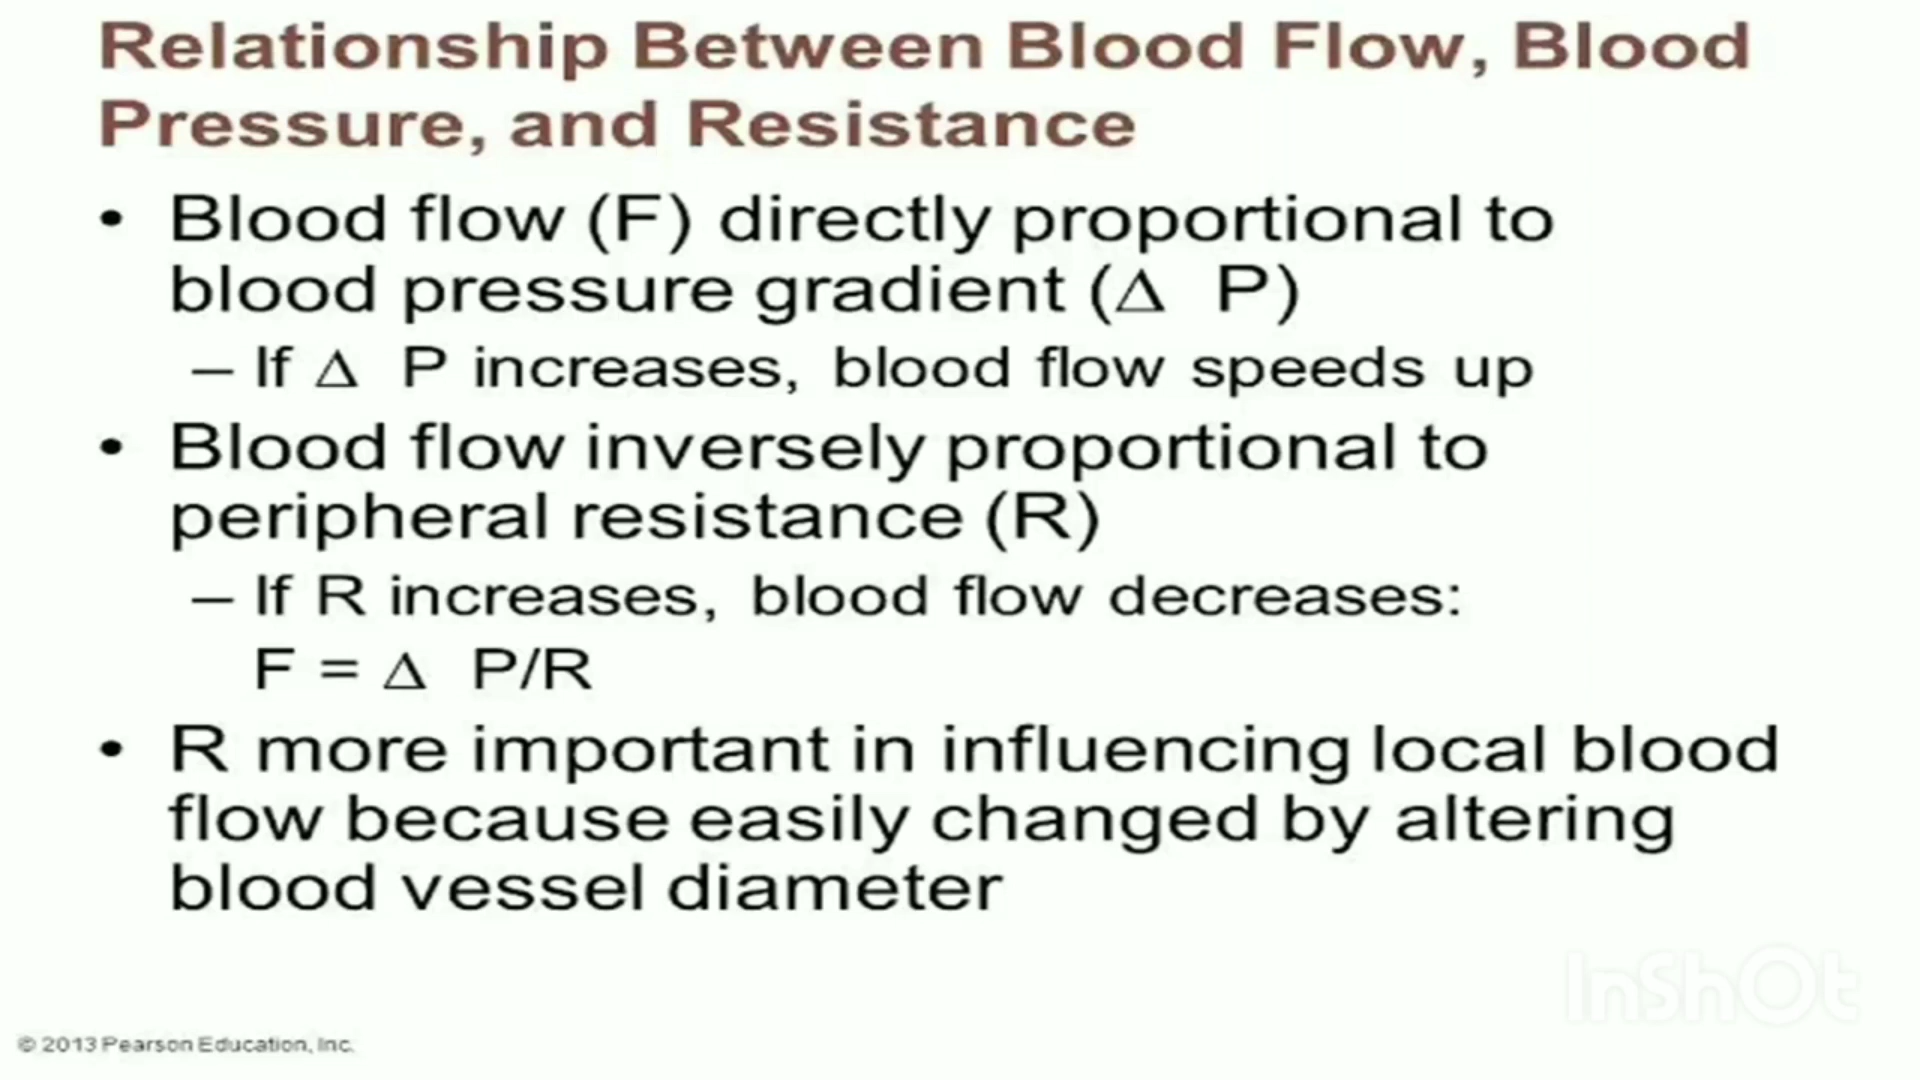 Relationship Between Blood Flow, Blood
Pressure, and Resistance
• Blood flow (F) directly proportional to
blood pressure gradient (Δ P)
– If Δ P increases, blood flow speeds up
• Blood flow inversely proportional to
peripheral resistance (R)
– If R increases, blood flow decreases:
F = Δ P/R
• R more important in influencing local blood
flow because easily changed by altering
blood vessel diameter
InShOt
© 2013 Pearson Education, Inc.